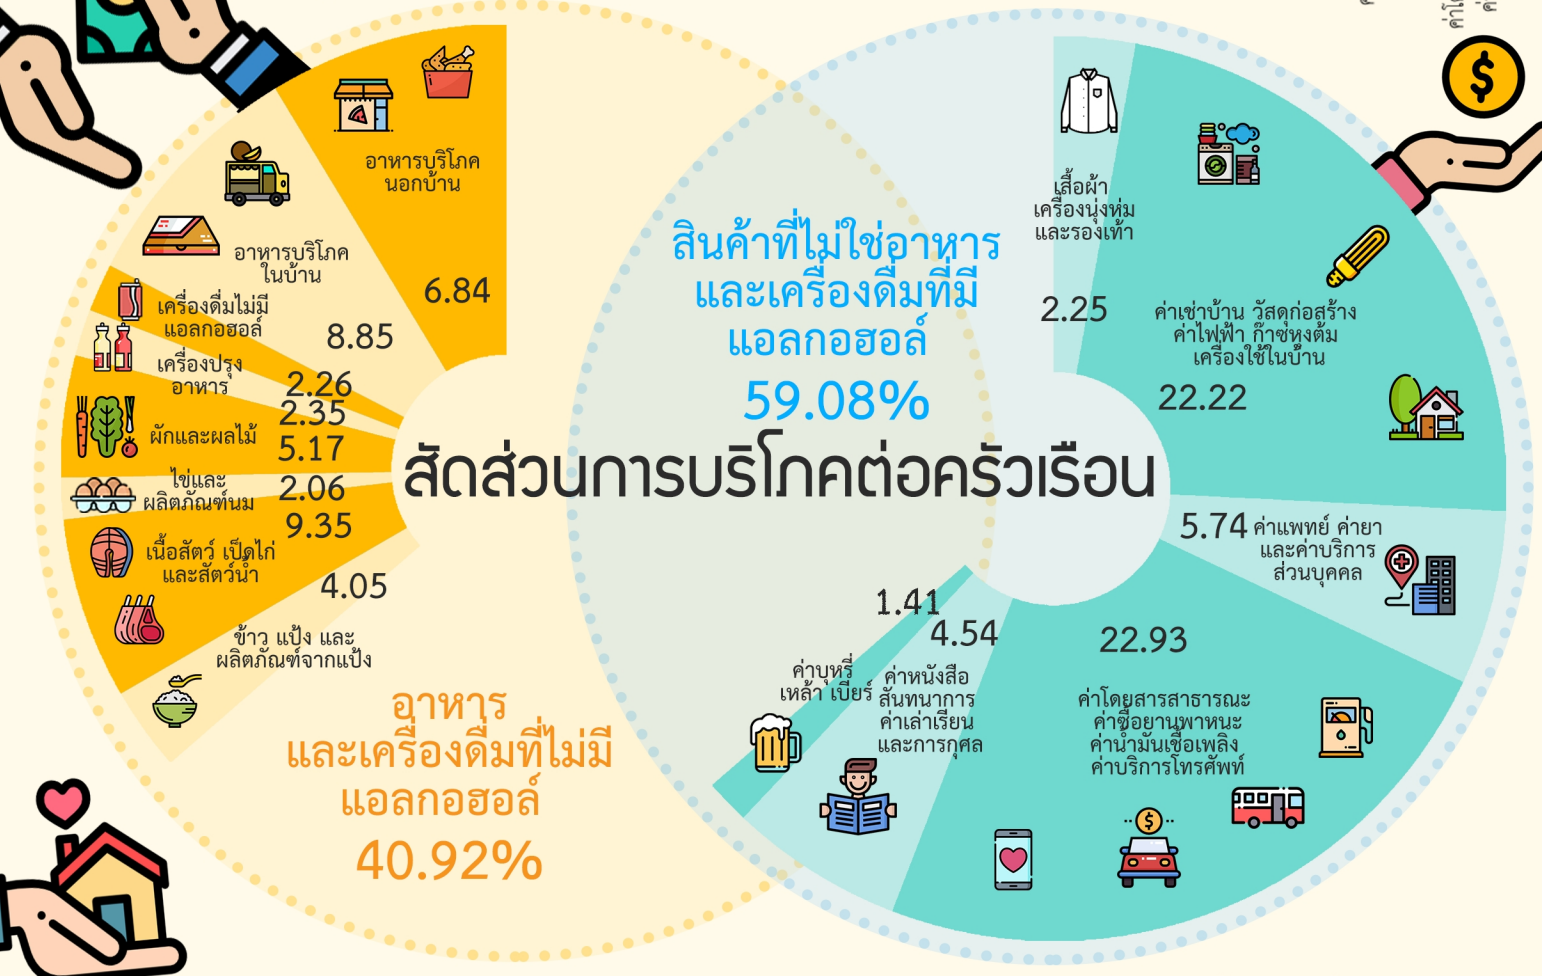 อาหารบริโภค
นอกบ้าน
6.84
อาหารบริโภค
ในบ้าน
8.85
เครื่องดื่มไม่มี
แอลกอฮอล์
2.26
เครื่องปรุง
อาหาร
2.35
ผักและผลไม้
5.17
ไข่และ
ผลิตภัณฑ์นม
2.06
เนื้อสัตว์ เป็ดไก่
และสัตว์น้ำ
9.35
ข้าว แป้ง และ
ผลิตภัณฑ์จากแป้ง
4.05
อาหาร
และเครื่องดื่มที่ไม่มี
แอลกอฮอล์
40.92%
สัดส่วนการบริโภคต่อครัวเรือน
สินค้าที่ไม่ใช่อาหาร
และเครื่องดื่มที่มี
แอลกอฮอล์
59.08%
เสื้อผ้า
เครื่องนุ่งห่ม
และรองเท้า
2.25
ค่าเช่าบ้าน วัสดุก่อสร้าง
ค่าไฟฟ้า ก๊าซหุงต้ม
เครื่องใช้ในบ้าน
22.22
5.74
ค่าแพทย์ ค่ายา
และค่าบริการ
ส่วนบุคคล
22.93
ค่าโดยสารสาธารณะ
ค่าซื้อยานพาหนะ
ค่าน้ำมันเชื้อเพลิง
ค่าบริการโทรศัพท์
4.54
ค่าหนังสือ
สันทนาการ
ค่าเล่าเรียน
และการกุศล
1.41
ค่าบุหรี่
เหล้า เบียร์